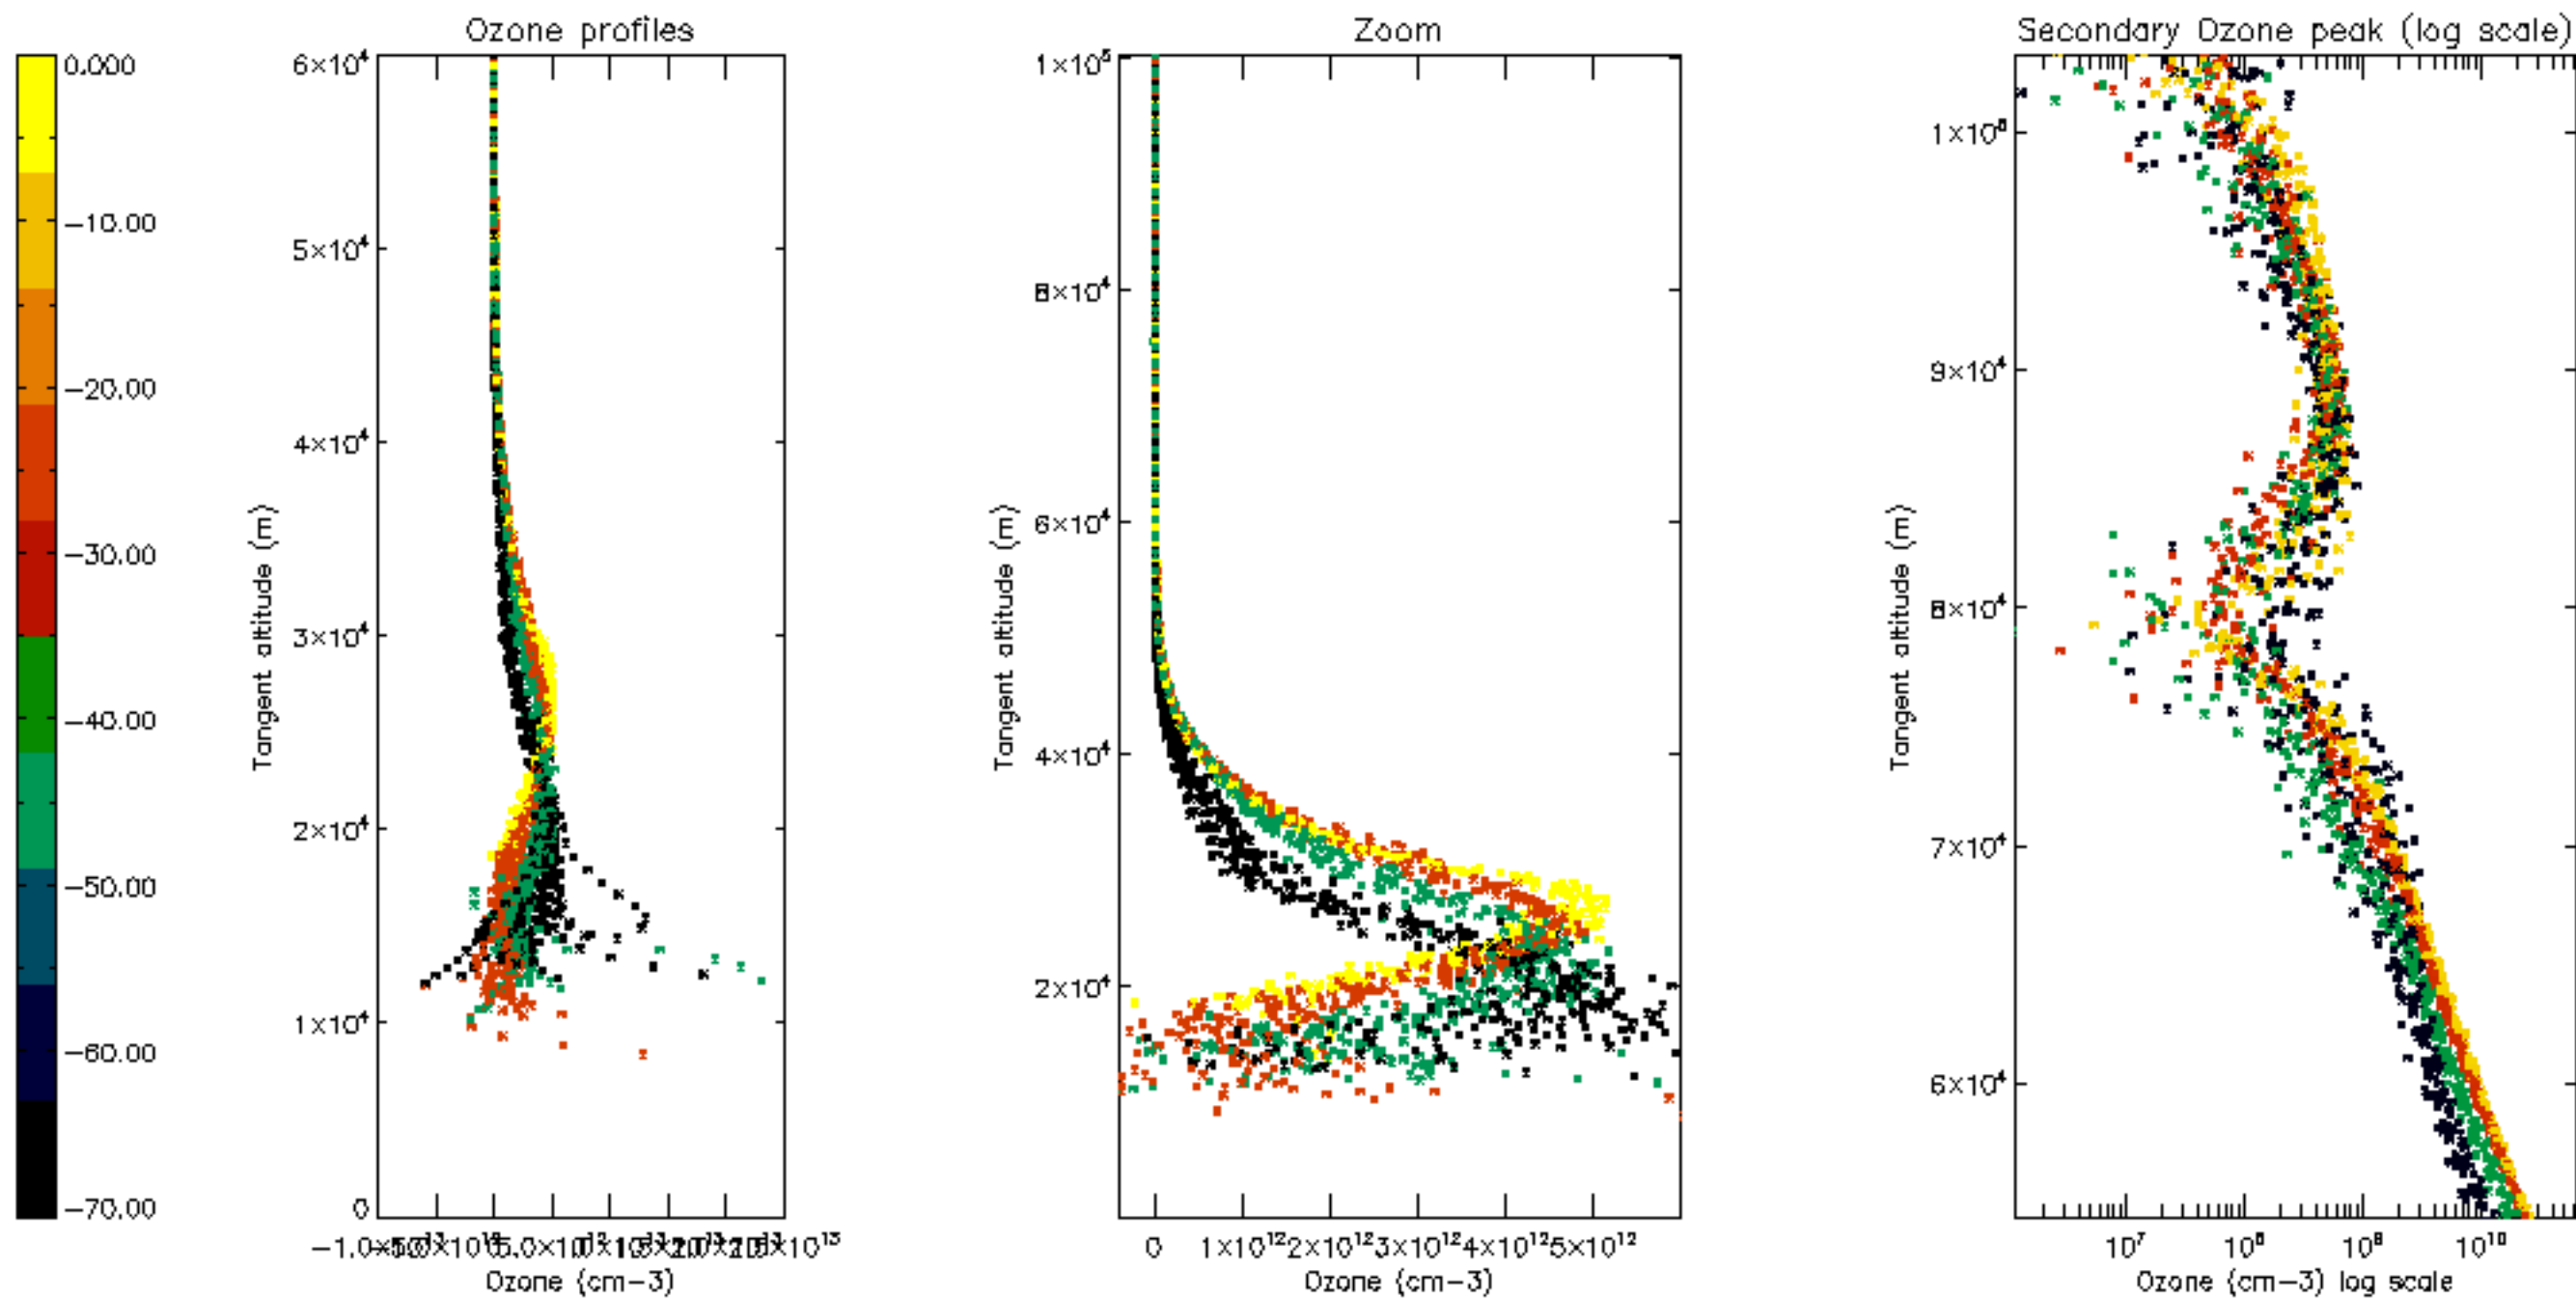 Ozone profiles
Zoom
Secondary Ozone peak (log scale)
0.000
−10.00
−20.00
−30.00
−40.00
−50.00
−60.00
−70.00
6×10⁴
5×10⁴
4×10⁴
3×10⁴
2×10⁴
1×10⁴
0
Tangent altitude (m)
Ozone (cm−3)
1×10⁵
8×10⁴
6×10⁴
4×10⁴
2×10⁴
Tangent altitude (m)
0 1×10¹² 2×10¹² 3×10¹² 4×10¹² 5×10¹²
Ozone (cm−3)
9×10⁴
8×10⁴
7×10⁴
6×10⁴
Tangent altitude (m)
10⁷ 10⁸ 10⁹ 10¹⁰
Ozone (cm−3) log scale